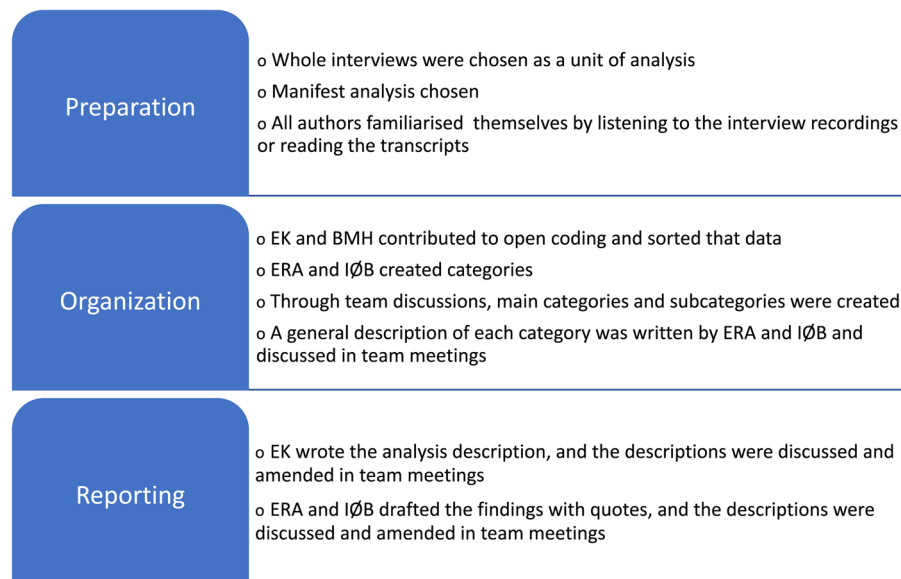 Preparation
o Whole interviews were chosen as a unit of analysis
o Manifest analysis chosen
o All authors familiarised themselves by listening to the interview recordings
or reading the transcripts
Organization
o EK and BMH contributed to open coding and sorted that data
o ERA and IØB created categories
o Through team discussions, main categories and subcategories were created
o A general description of each category was written by ERA and IØB and
discussed in team meetings
Reporting
o EK wrote the analysis description, and the descriptions were discussed and
amended in team meetings
o ERA and IØB drafted the findings with quotes, and the descriptions were
discussed and amended in team meetings